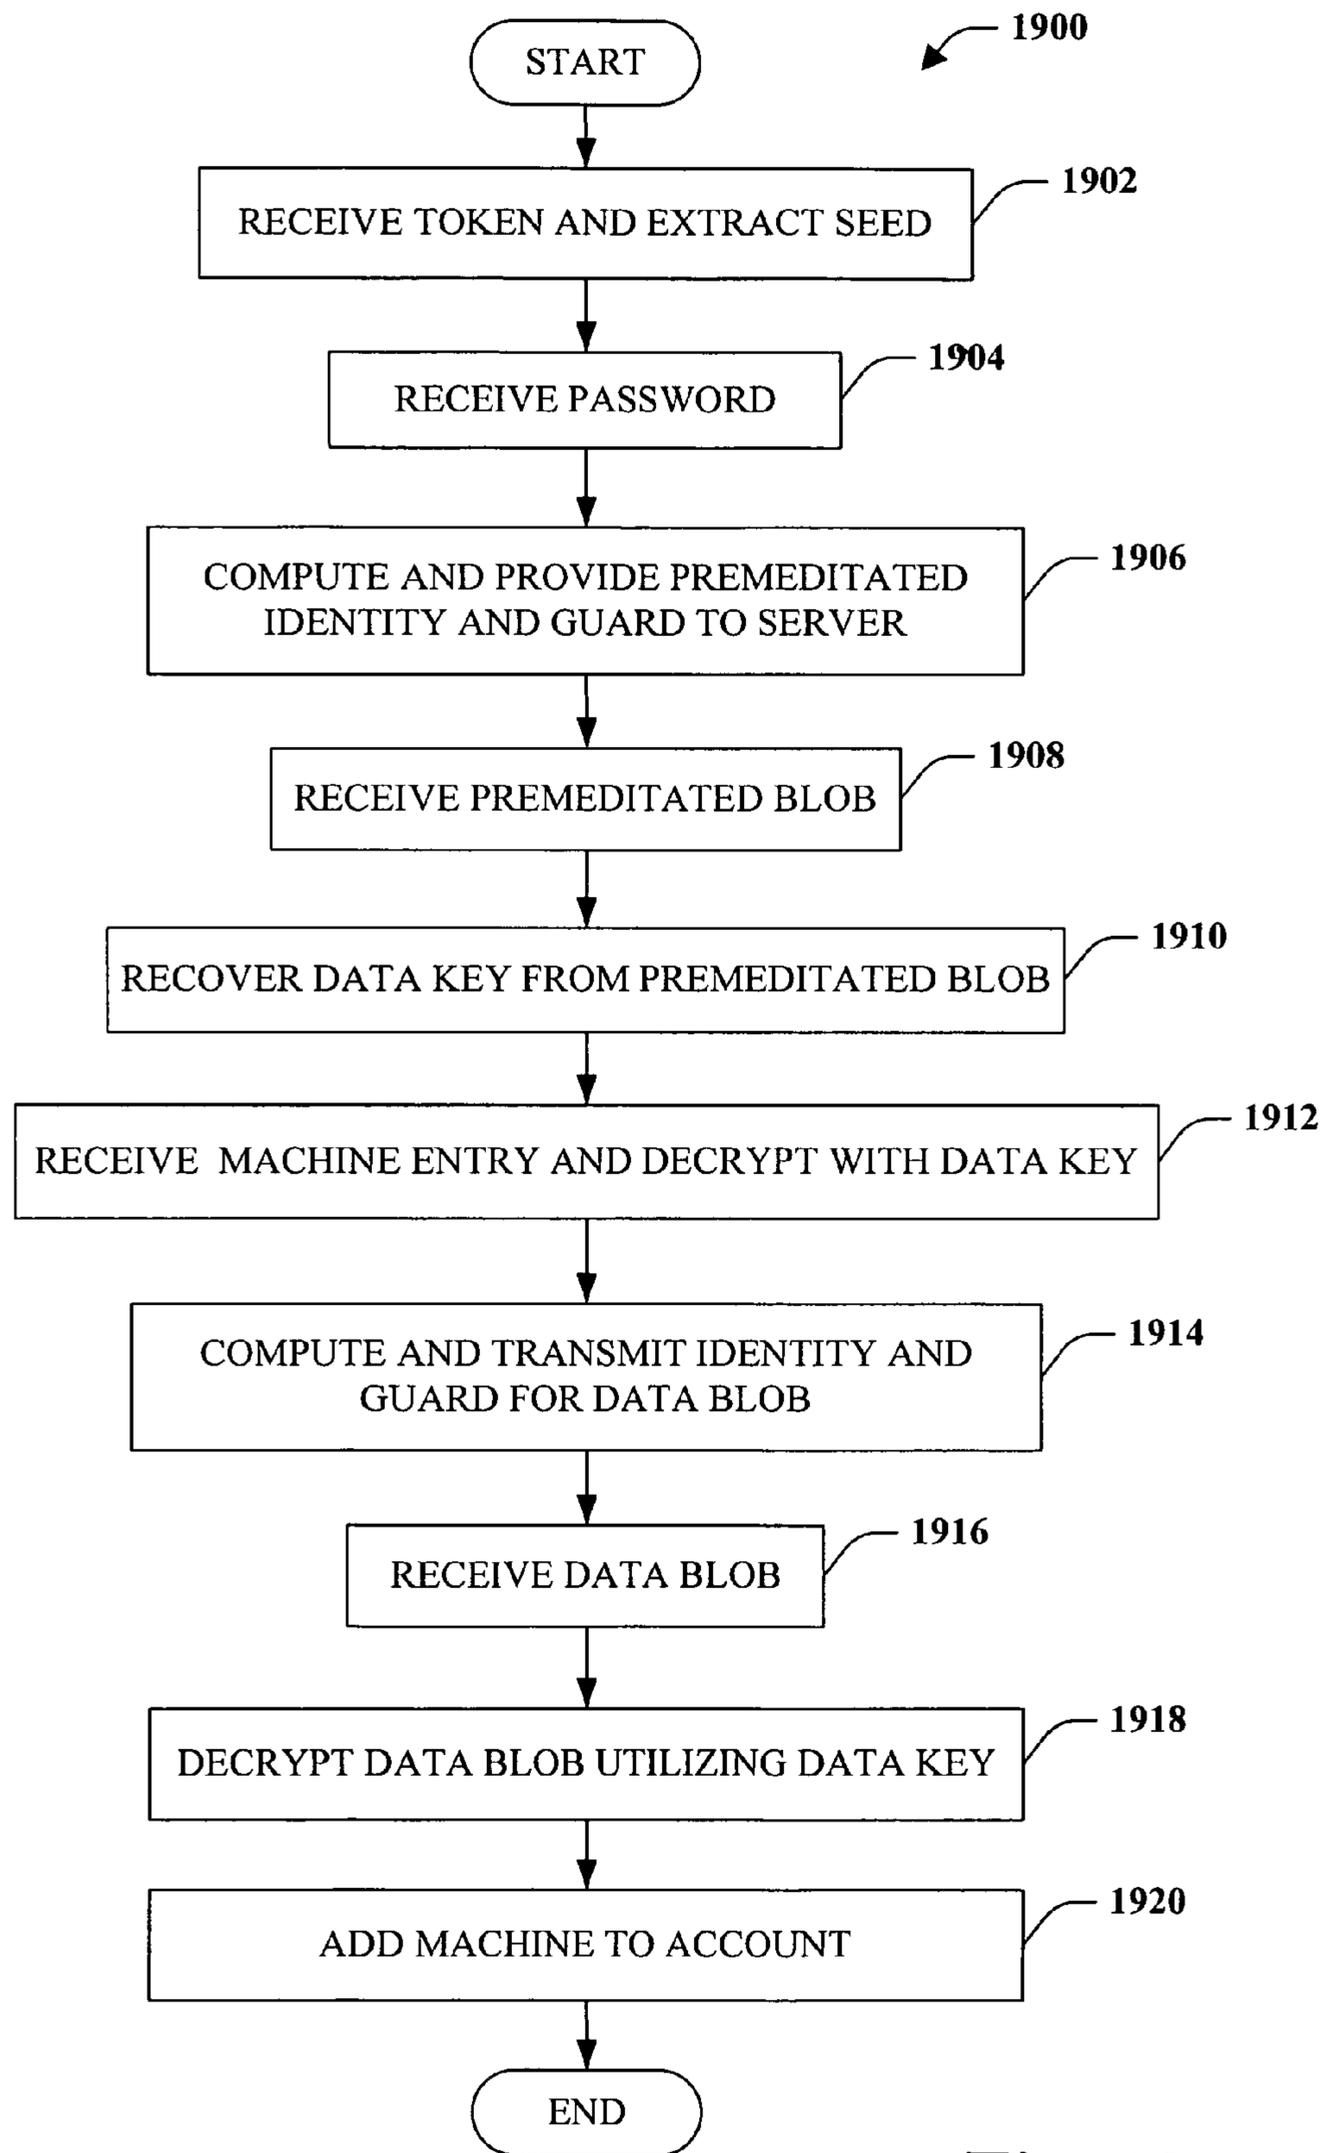 1900
START
1902
RECEIVE TOKEN AND EXTRACT SEED
1904
RECEIVE PASSWORD
1906
COMPUTE AND PROVIDE PREMEDITATED
IDENTITY AND GUARD TO SERVER
1908
RECEIVE PREMEDITATED BLOB
1910
RECOVER DATA KEY FROM PREMEDITATED BLOB
1912
RECEIVE MACHINE ENTRY AND DECRYPT WITH DATA KEY
1914
COMPUTE AND TRANSMIT IDENTITY AND
GUARD FOR DATA BLOB
1916
RECEIVE DATA BLOB
1918
DECRYPT DATA BLOB UTILIZING DATA KEY
1920
ADD MACHINE TO ACCOUNT
END